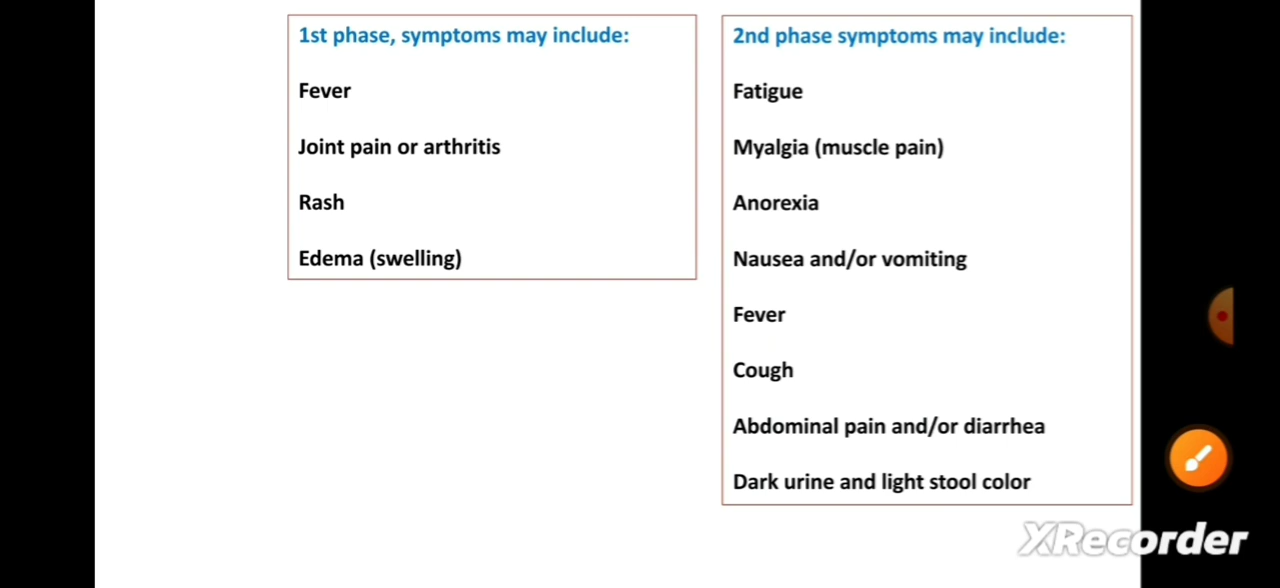 1st phase, symptoms may include:
Fever
Joint pain or arthritis
Rash
Edema (swelling)
2nd phase symptoms may include:
Fatigue
Myalgia (muscle pain)
Anorexia
Nausea and/or vomiting
Fever
Cough
Abdominal pain and/or diarrhea
Dark urine and light stool color
XRecorder